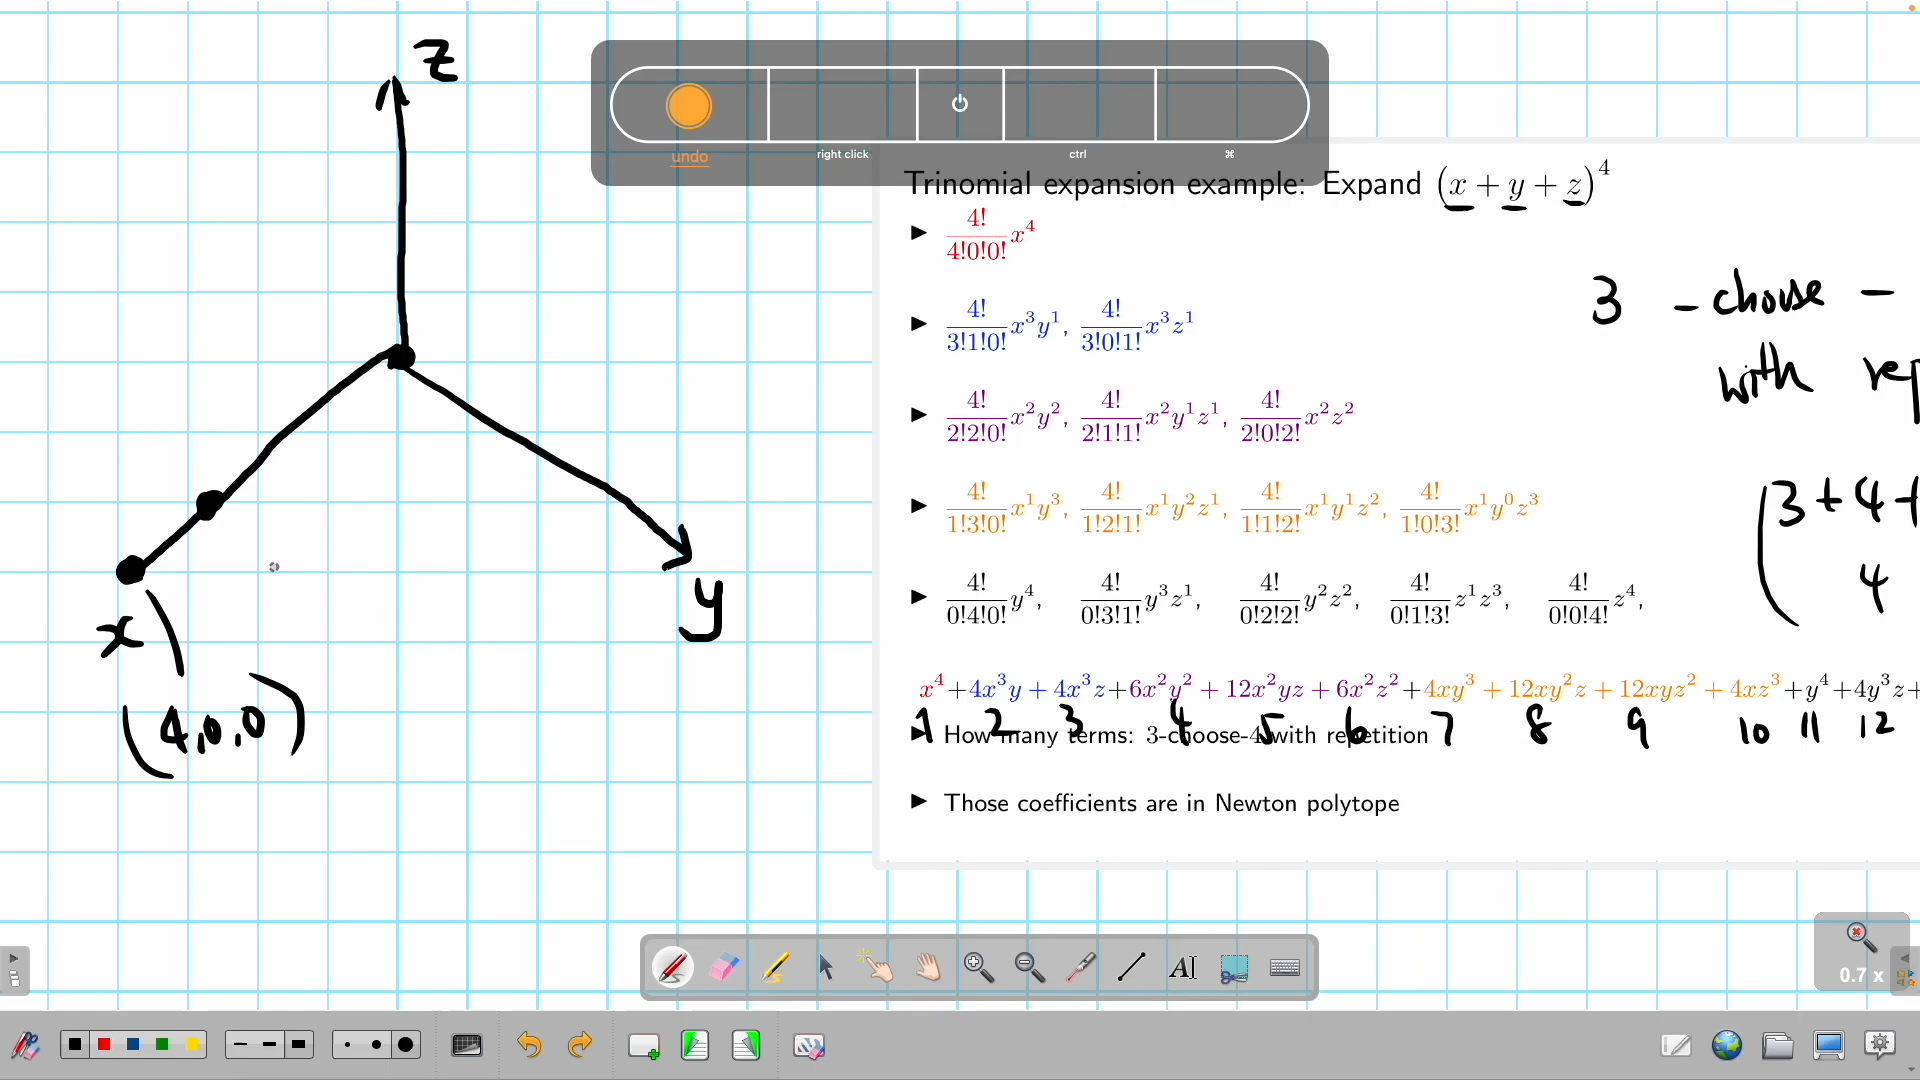 z
undo
right click
ctrl
⌘
Trinomial expansion example: Expand (x + y + z)^4
▶ 4!/(4!0!0!) x^4
3 - choose -
▶ 4!/(3!1!0!) x^3y^1, 4!/(3!0!1!) x^3z^1
with rep
▶ 4!/(2!2!0!) x^2y^2, 4!/(2!1!1!) x^2y^1z^1, 4!/(2!0!2!) x^2z^2
▶ 4!/(1!3!0!) x^1y^3, 4!/(1!2!1!) x^1y^2z^1, 4!/(1!1!2!) x^1y^1z^2, 4!/(1!0!3!) x^1y^0z^3
(3 + 4 +
4
▶ 4!/(0!4!0!) y^4, 4!/(0!3!1!) y^3z^1, 4!/(0!2!2!) y^2z^2, 4!/(0!1!3!) z^1z^3, 4!/(0!0!4!) z^4,
x
y
(4,0,0)
x^4+4x^3y + 4x^3z+6x^2y^2 + 12x^2yz + 6x^2z^2+4xy^3 + 12xy^2z + 12xyz^2 + 4xz^3+y^4+4y^3z+
1 2 3 4 5 6 7 8 9 10 11 12
▶ How many terms: 3-choose-4 with repetition
▶ Those coefficients are in Newton polytope
0.7 x